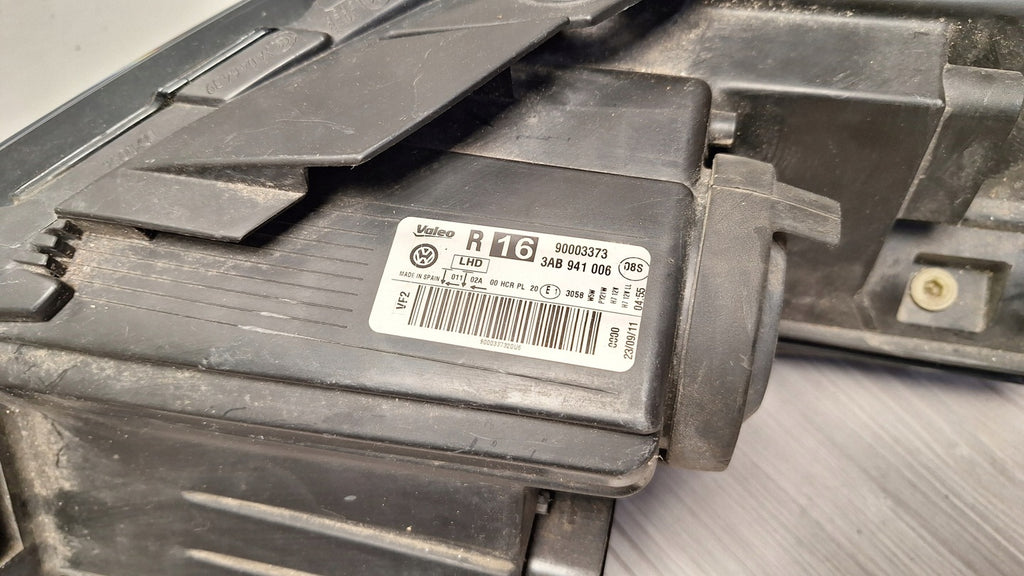 Valeo R 16 90003373
LHD 3AB 941 006 08S
MADE IN SPAIN 011 02A 00 HCR PL 20 E 3058
VF2
0000
23/09/11 04:55